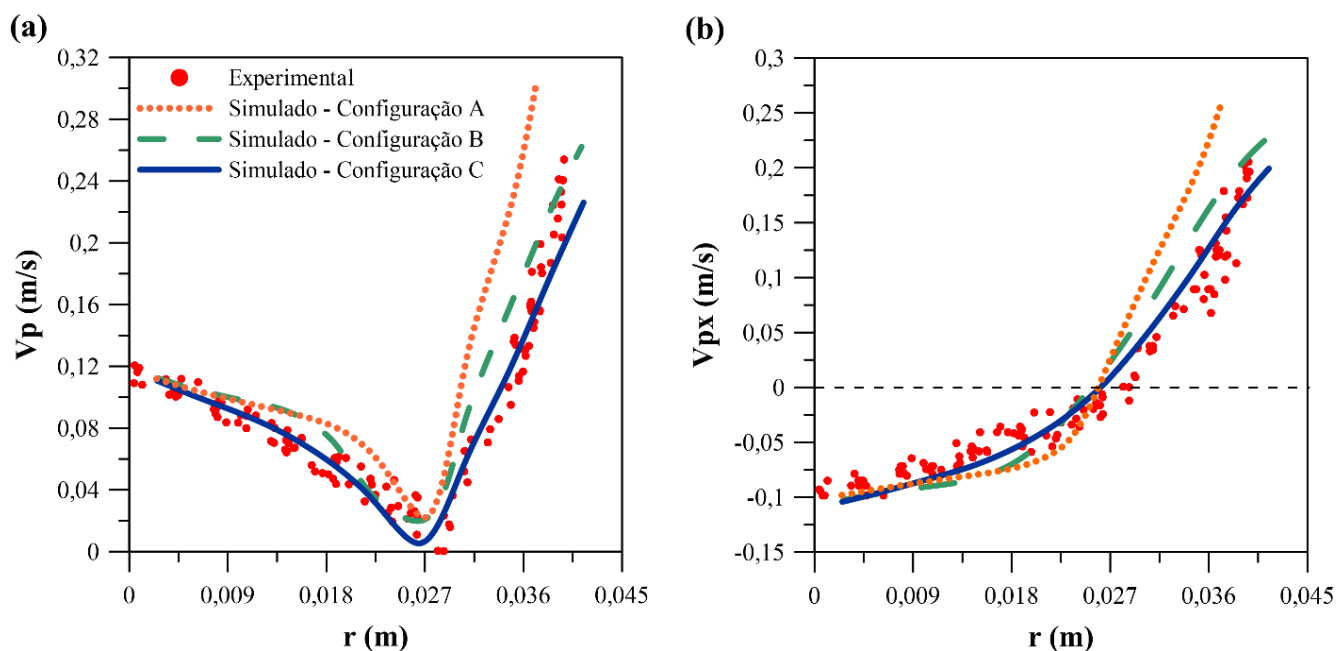 (a)
0,32
0,28
0,24
0,2
0,16
0,12
0,08
0,04
0
Vp (m/s)
Experimental
Simulado - Configuração A
Simulado - Configuração B
Simulado - Configuração C
0 0,009 0,018 0,027 0,036 0,045
r (m)
(b)
0,3
0,25
0,2
0,15
0,1
0,05
0
-0,05
-0,1
-0,15
Vpx (m/s)
0 0,009 0,018 0,027 0,036 0,045
r (m)